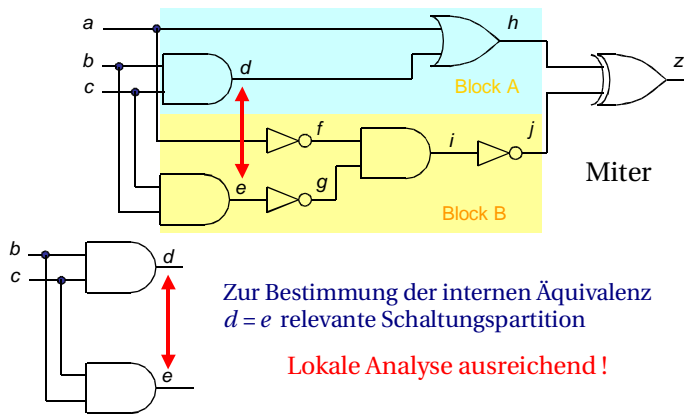 a
h
b
z
d
c
Block A
f
j
i
Miter
g
e
Block B
b
d
c
Zur Bestimmung der internen Äquivalenz
d = e relevante Schaltungspartition
Lokale Analyse ausreichend !
e